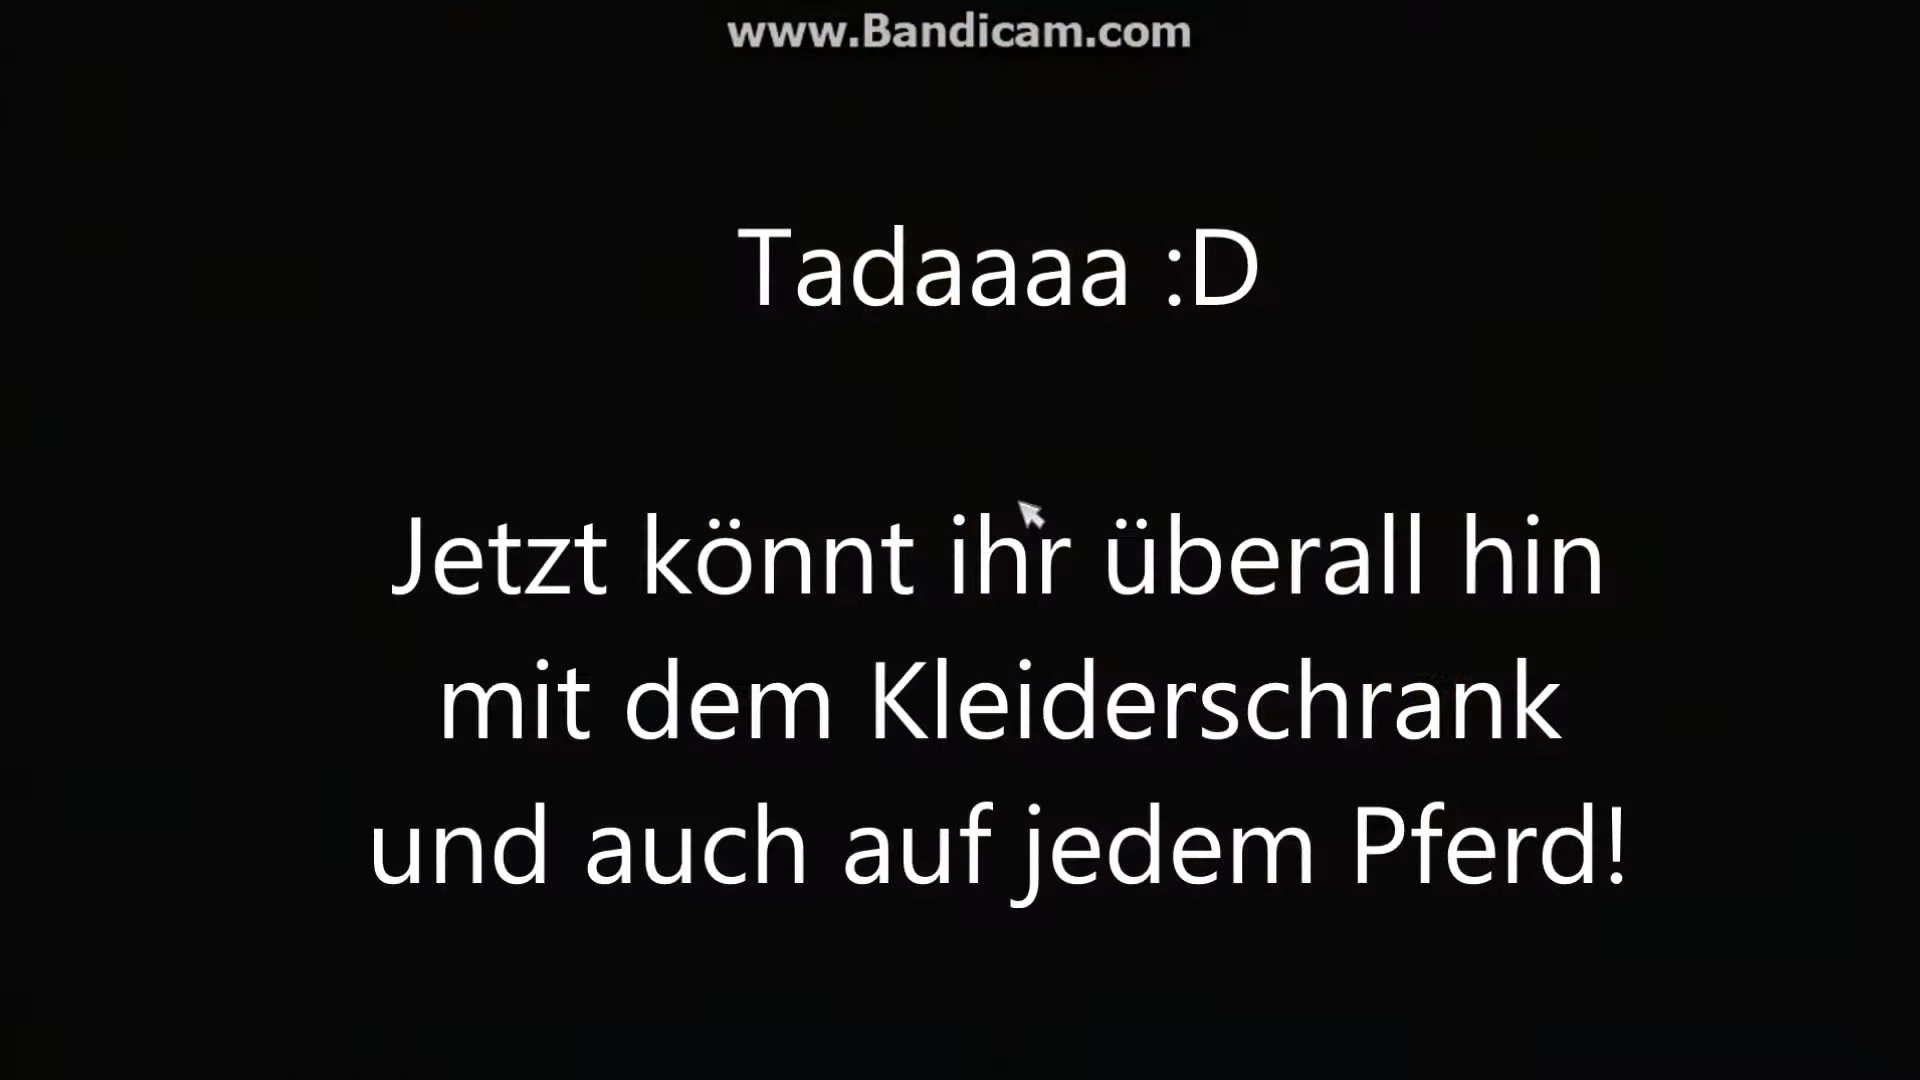 www.Bandicam.com
Tadaaaa :D
Jetzt könnt ihr überall hin
mit dem Kleiderschrank
und auch auf jedem Pferd!